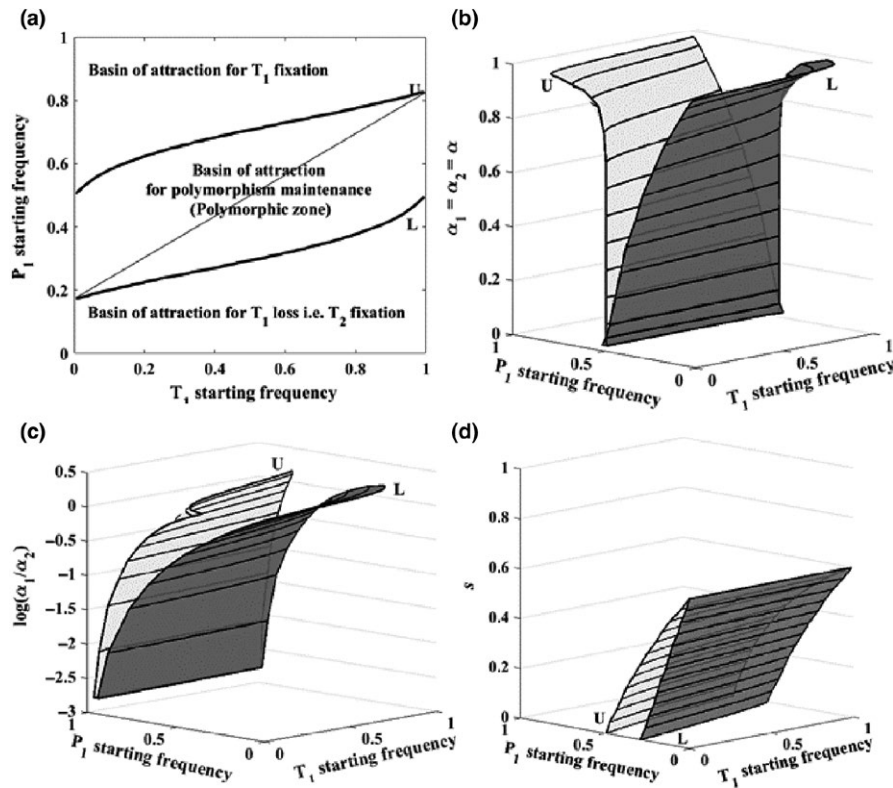 (a)
1
0.8
0.6
0.4
0.2
0
P1 starting frequency
Basin of attraction for T1 fixation
U
Basin of attraction
for polymorphism maintenance
(Polymorphic zone)
L
Basin of attraction for T1 loss i.e. T2 fixation
0 0.2 0.4 0.6 0.8 1
T1 starting frequency
(b)
1
0.8
0.6
0.4
0.2
0
α1 = α2 = α
U
L
1 0.5 0
P1 starting frequency
0 0.5 1
T1 starting frequency
(c)
0.5
0
−0.5
−1
−1.5
−2
−2.5
−3
log(α1/α2)
U
L
1 0.5 0
P1 starting frequency
0 0.5 1
T1 starting frequency
(d)
1
0.8
0.6
0.4
0.2
0
s
U
L
1 0.5 0
P1 starting frequency
0 0.5 1
T1 starting frequency